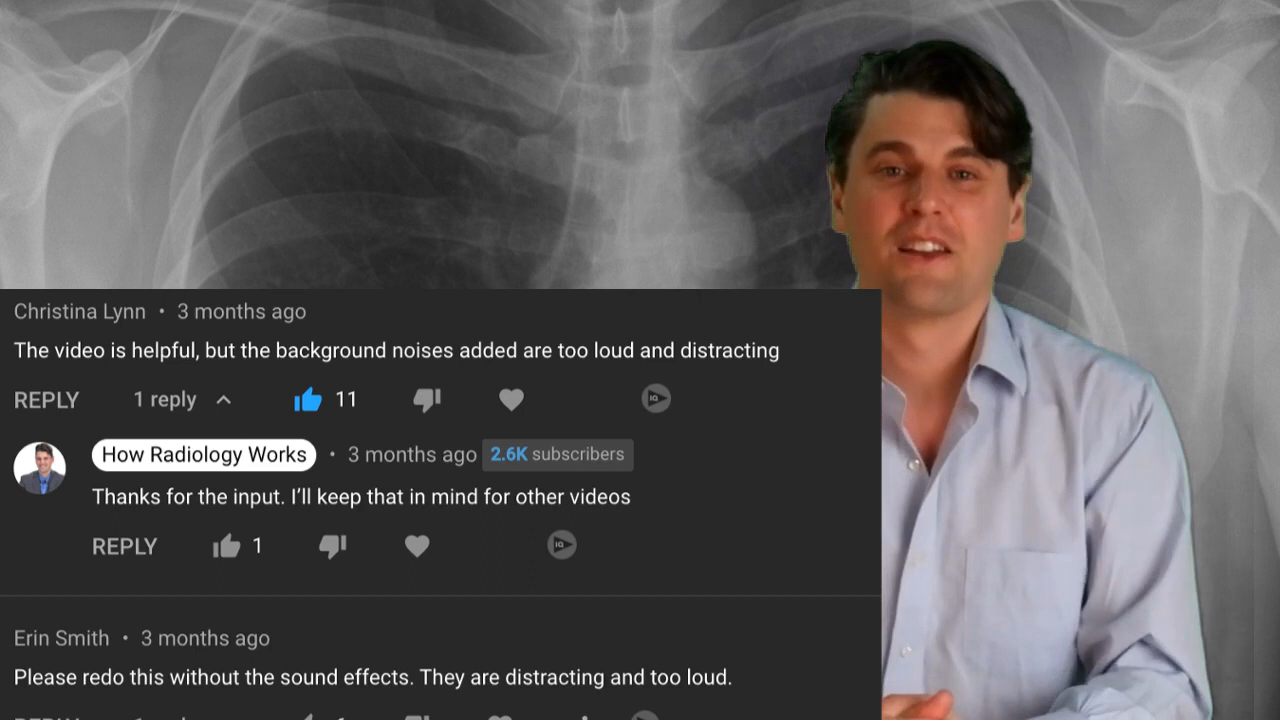 Christina Lynn • 3 months ago
The video is helpful, but the background noises added are too loud and distracting
REPLY 1 reply 11 IQ
How Radiology Works • 3 months ago 2.6K subscribers
Thanks for the input. I’ll keep that in mind for other videos
REPLY 1 IQ
Erin Smith • 3 months ago
Please redo this without the sound effects. They are distracting and too loud.